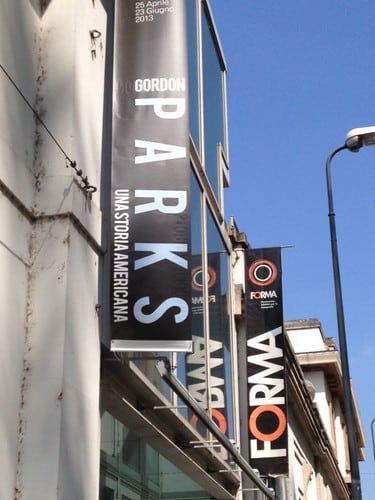 25 Aprile
23 Giugno
2013
GORDON
PARKS
UNA STORIA AMERICANA
FORMA
FORMA